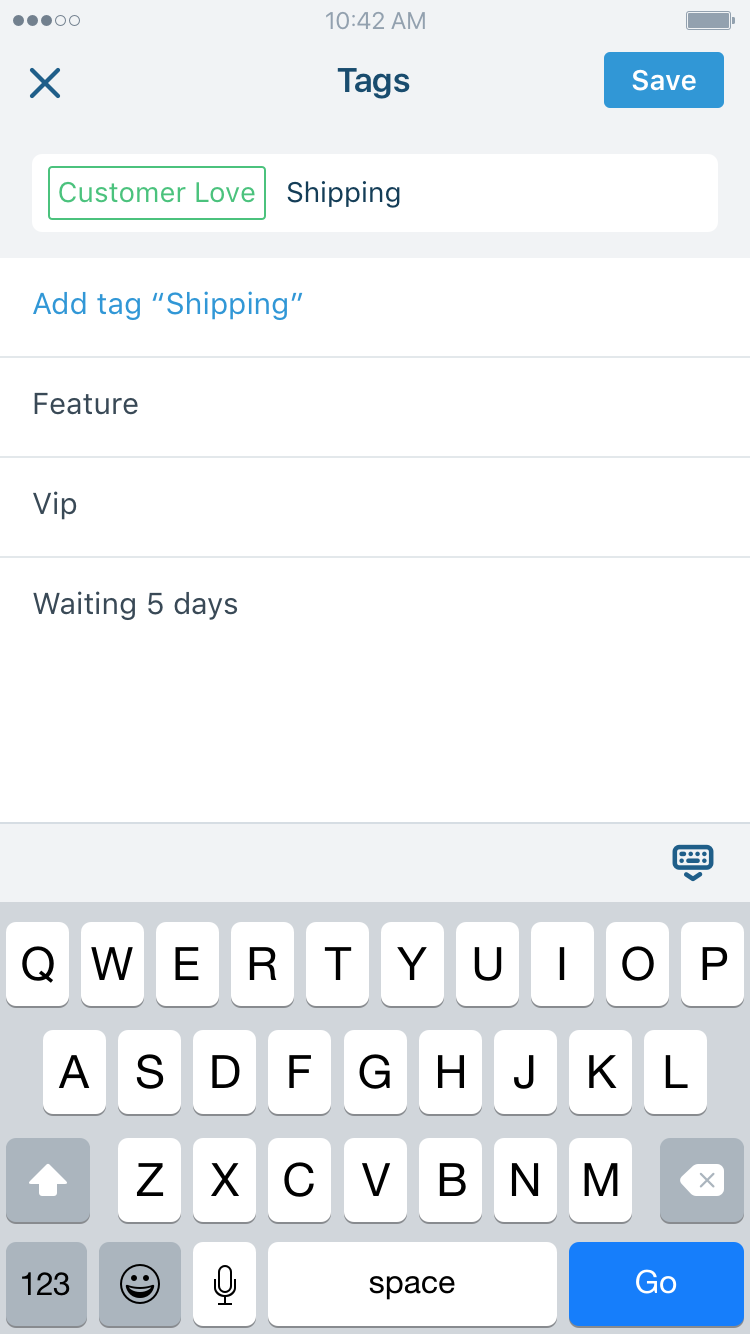 10:42 AM
Tags
Save
Customer Love Shipping
Add tag “Shipping”
Feature
Vip
Waiting 5 days
Q W E R T Y U I O P
A S D F G H J K L
Z X C V B N M
123 space Go